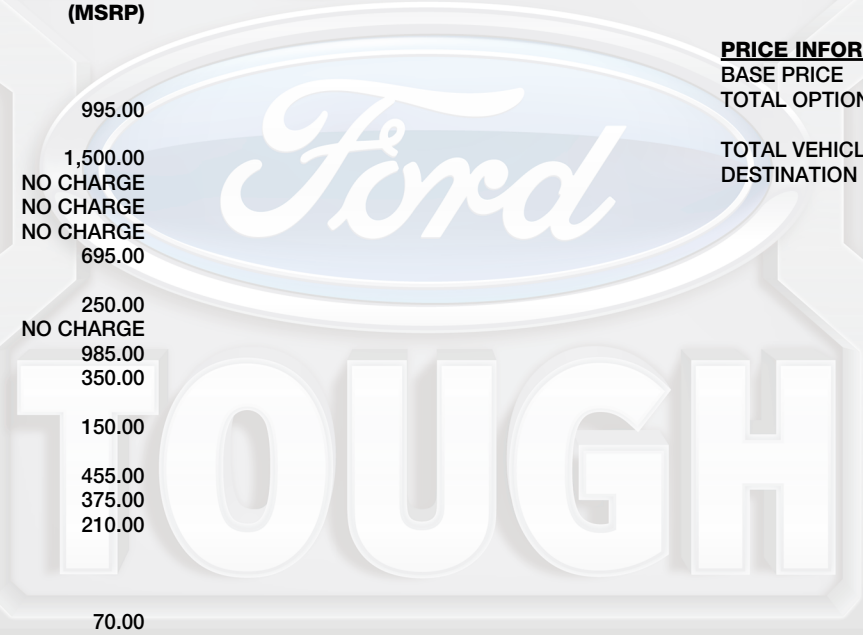 (MSRP)
995.00
1,500.00
NO CHARGE
NO CHARGE
NO CHARGE
695.00
250.00
NO CHARGE
985.00
350.00
150.00
455.00
375.00
210.00
70.00
PRICE INFOR
BASE PRICE
TOTAL OPTION
TOTAL VEHICL
DESTINATION
Ford
TOUGH